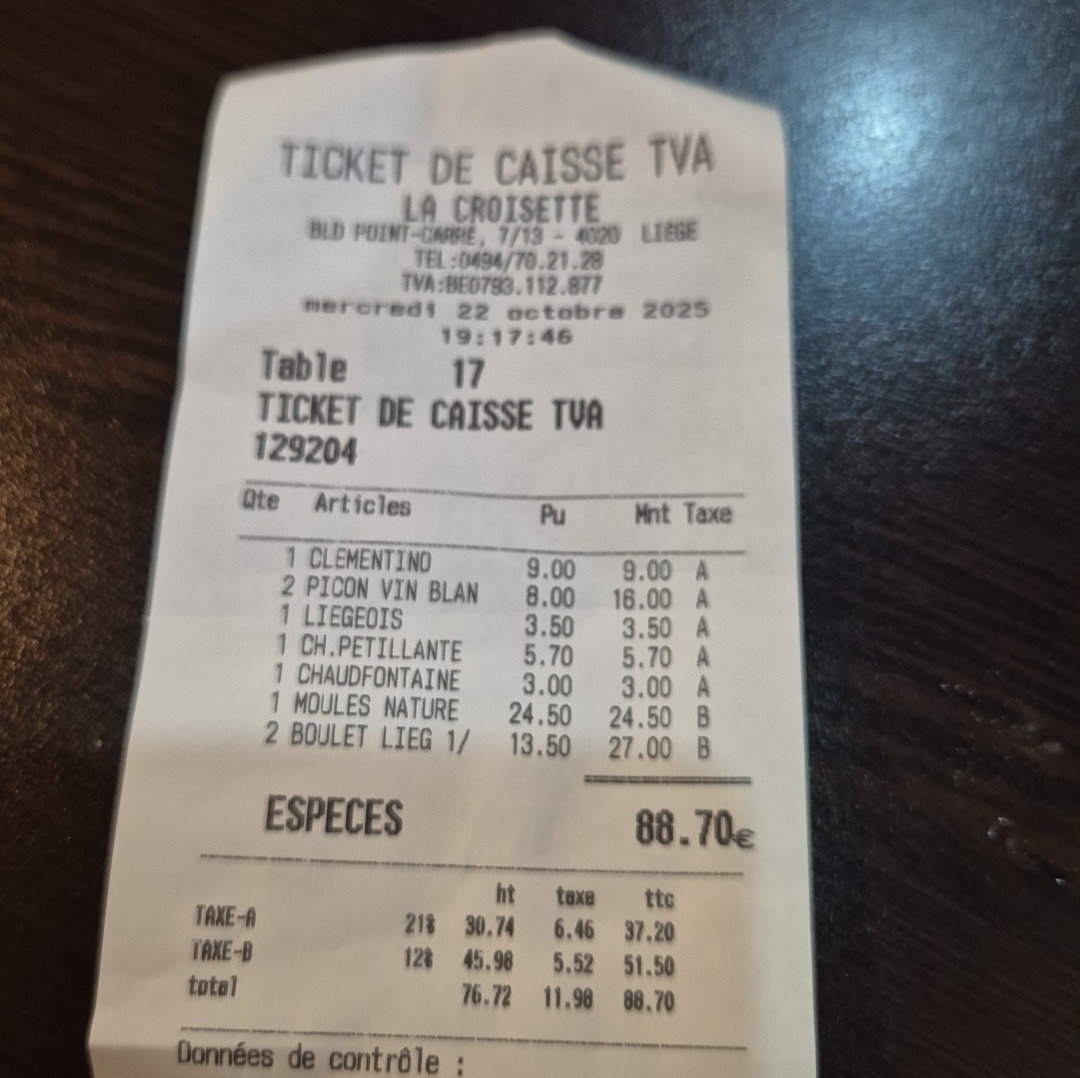 TICKET DE CAISSE TVA
LA CROISETTE
BLD POINT-CARRE, 7/13 - 4020 LIEGE
TEL:0494/70.21.28
TVA:BE0793.112.877
mercredi 22 octobre 2025
19:17:46
Table 17
TICKET DE CAISSE TVA
129204
Qte Articles Pu Mnt Taxe
1 CLEMENTINO 9.00 9.00 A
2 PICON VIN BLAN 8.00 16.00 A
1 LIEGEOIS 3.50 3.50 A
1 CH.PETILLANTE 5.70 5.70 A
1 CHAUDFONTAINE 3.00 3.00 A
1 MOULES NATURE 24.50 24.50 B
2 BOULET LIEG 1/ 13.50 27.00 B
ESPECES 88.70€
ht taxe ttc
TAXE-A 21% 30.74 6.46 37.20
TAXE-B 12% 45.98 5.52 51.50
total 76.72 11.98 88.70
Données de contrôle :